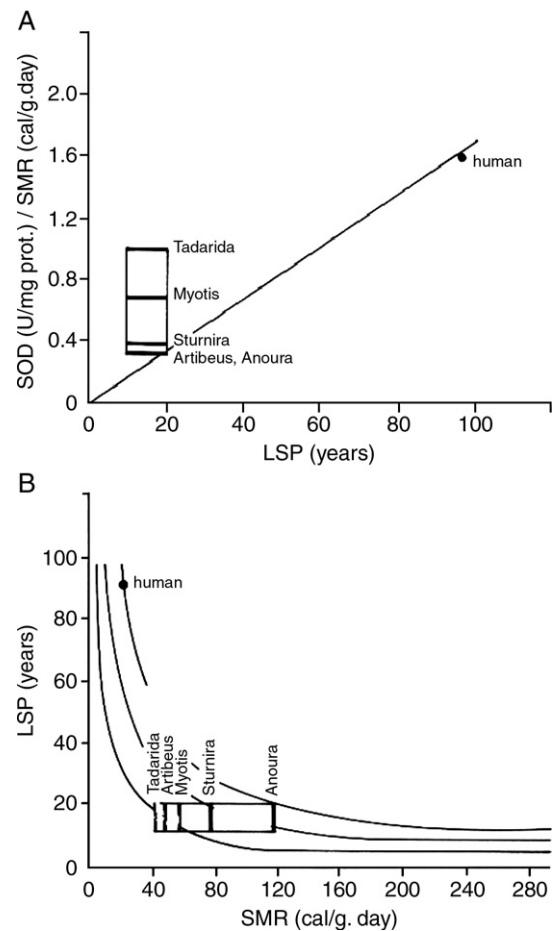 A
SOD (U/mg prot.) / SMR (cal/g.day)
2.0
1.6
1.2
0.8
0.4
0
human
Tadarida
Myotis
Sturnira
Artibeus, Anoura
0 20 40 60 80 100
LSP (years)
B
LSP (years)
100
80
60
40
20
0
human
Tadarida
Artibeus
Myotis
Sturnira
Anoura
0 40 80 120 160 200 240 280
SMR (cal/g. day)